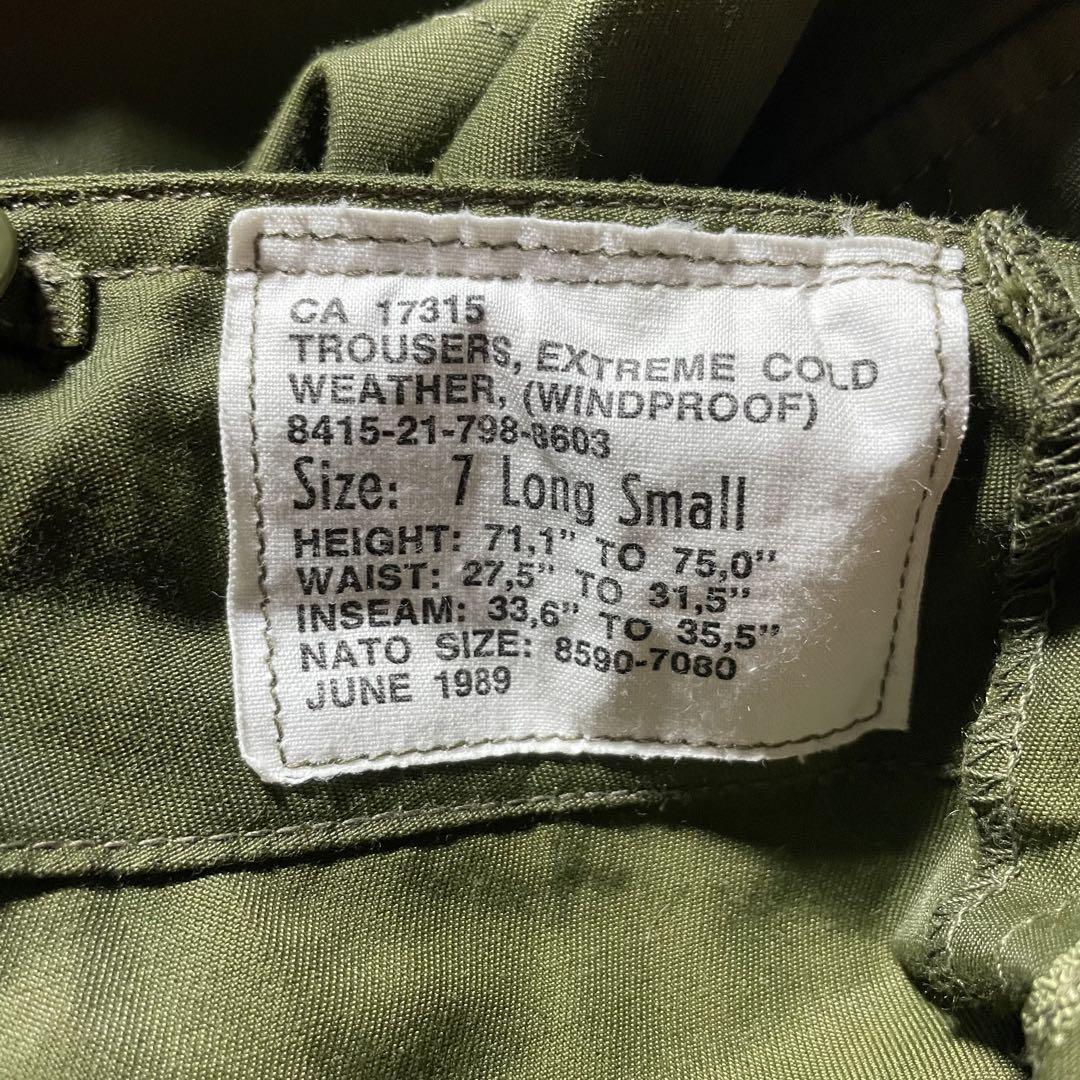 CA 17315
TROUSERS, EXTREME COLD
WEATHER, (WINDPROOF)
8415-21-798-8603
Size: 7 Long Small
HEIGHT: 71,1" TO 75,0"
WAIST: 27,5" TO 31,5"
INSEAM: 33,6" TO 35,5"
NATO SIZE: 8590-7080
JUNE 1989